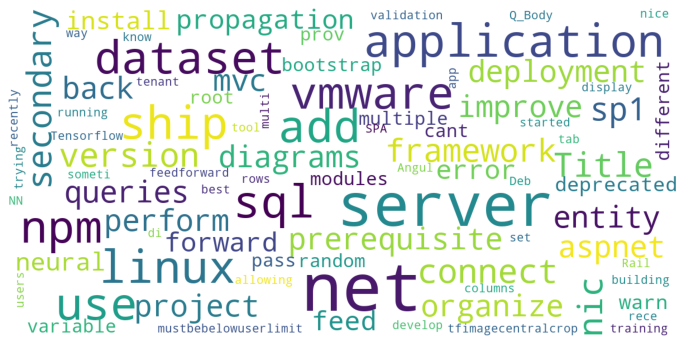 validation
Q_Body
nice
install
propagation
way
know
application
secondary
dataset
prov
mvc
bootstrap
deployment
back
tenant
root
vmware
app
display
different
recently
running
ship
multi
add
multiple
SPA
improve
sp1
Tensorflow
tool
cant
started
trying
version
diagrams
framework
error
tab
Title
someti
feedforward
best
rows
modules
Angul
Deb
deprecated
NN
queries
sql
server
set
entity
npm
perform
prerequisite
aspnet
forward
pass
random
neural
linux
net
connect
Rail
di
allowing
columns
building
users
use
project
feed
organize
nic
warn
rece
variable
mustbebelowuserlimit
develop
tfimagecentralcrop
training